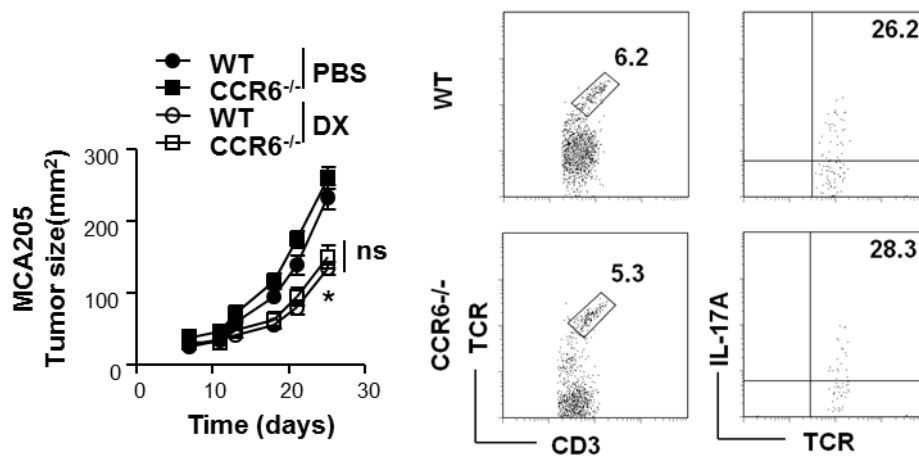 WT
CCR6-/-
PBS
WT
CCR6-/-
DX
MCA205
Tumor size(mm²)
300
200
100
0
ns
*
0
10
20
30
Time (days)
WT
6.2
26.2
CCR6-/-
TCR
5.3
CD3
28.3
IL-17A
TCR